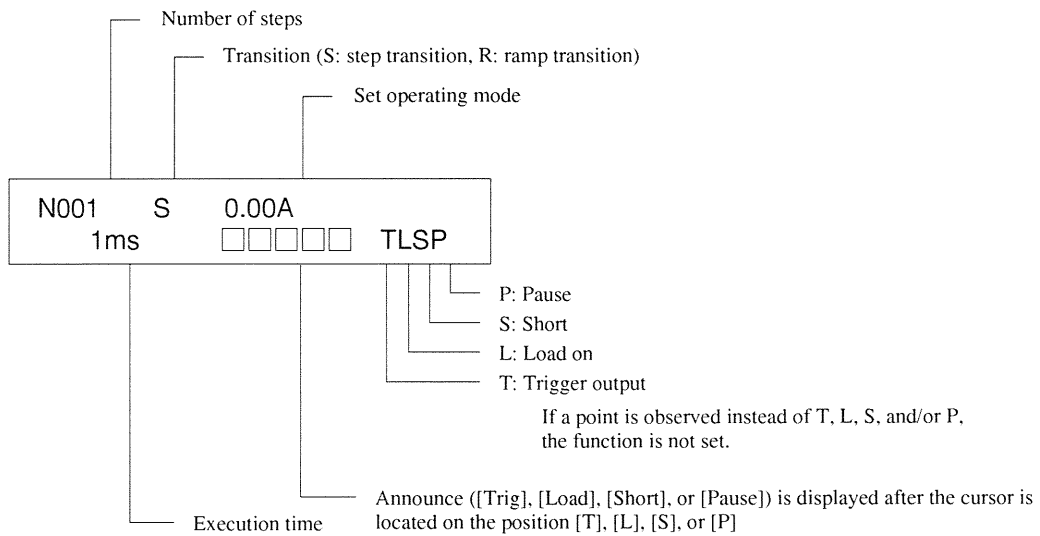 Number of steps
Transition (S: step transition, R: ramp transition)
Set operating mode
N001 S 0.00A
1ms □□□□□ TLSP
P: Pause
S: Short
L: Load on
T: Trigger output
If a point is observed instead of T, L, S, and/or P,
the function is not set.
Announce ([Trig], [Load], [Short], or [Pause]) is displayed after the cursor is
located on the position [T], [L], [S], or [P]
Execution time